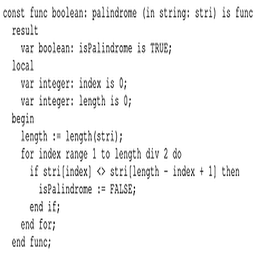 const func boolean: palindrome (in string: stri) is func
result
var boolean: isPalindrome is TRUE;
local
var integer: index is 0;
var integer: length is 0;
begin
length := length(stri);
for index range 1 to length div 2 do
if stri[index] <> stri[length - index + 1] then
isPalindrome := FALSE;
end if;
end for;
end func;